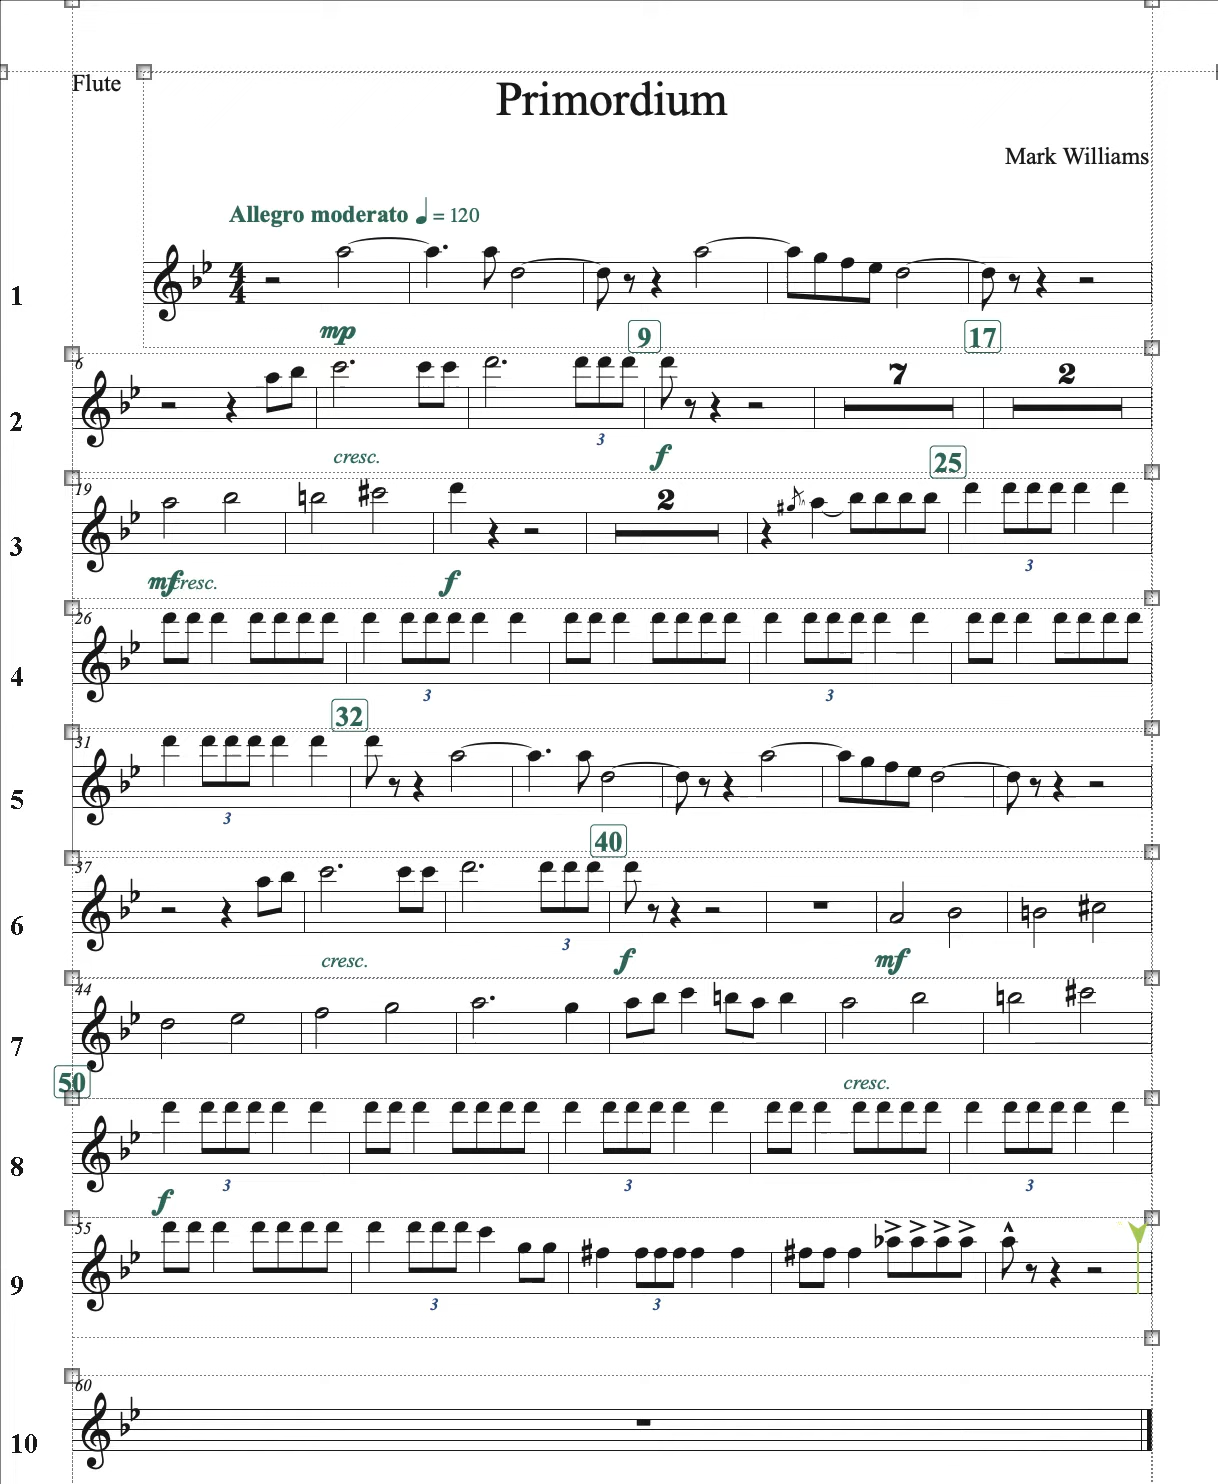 Flute
Primordium
Mark Williams
Allegro moderato ♩ = 120
1
mp
9
17
6
7
2
2
3
cresc.
f
25
19
2
3
mf cresc.
f
3
26
4
3
3
32
31
5
3
40
37
6
3
cresc.
f
mf
44
7
50
cresc.
8
3
3
3
f
55
9
3
3
60
10